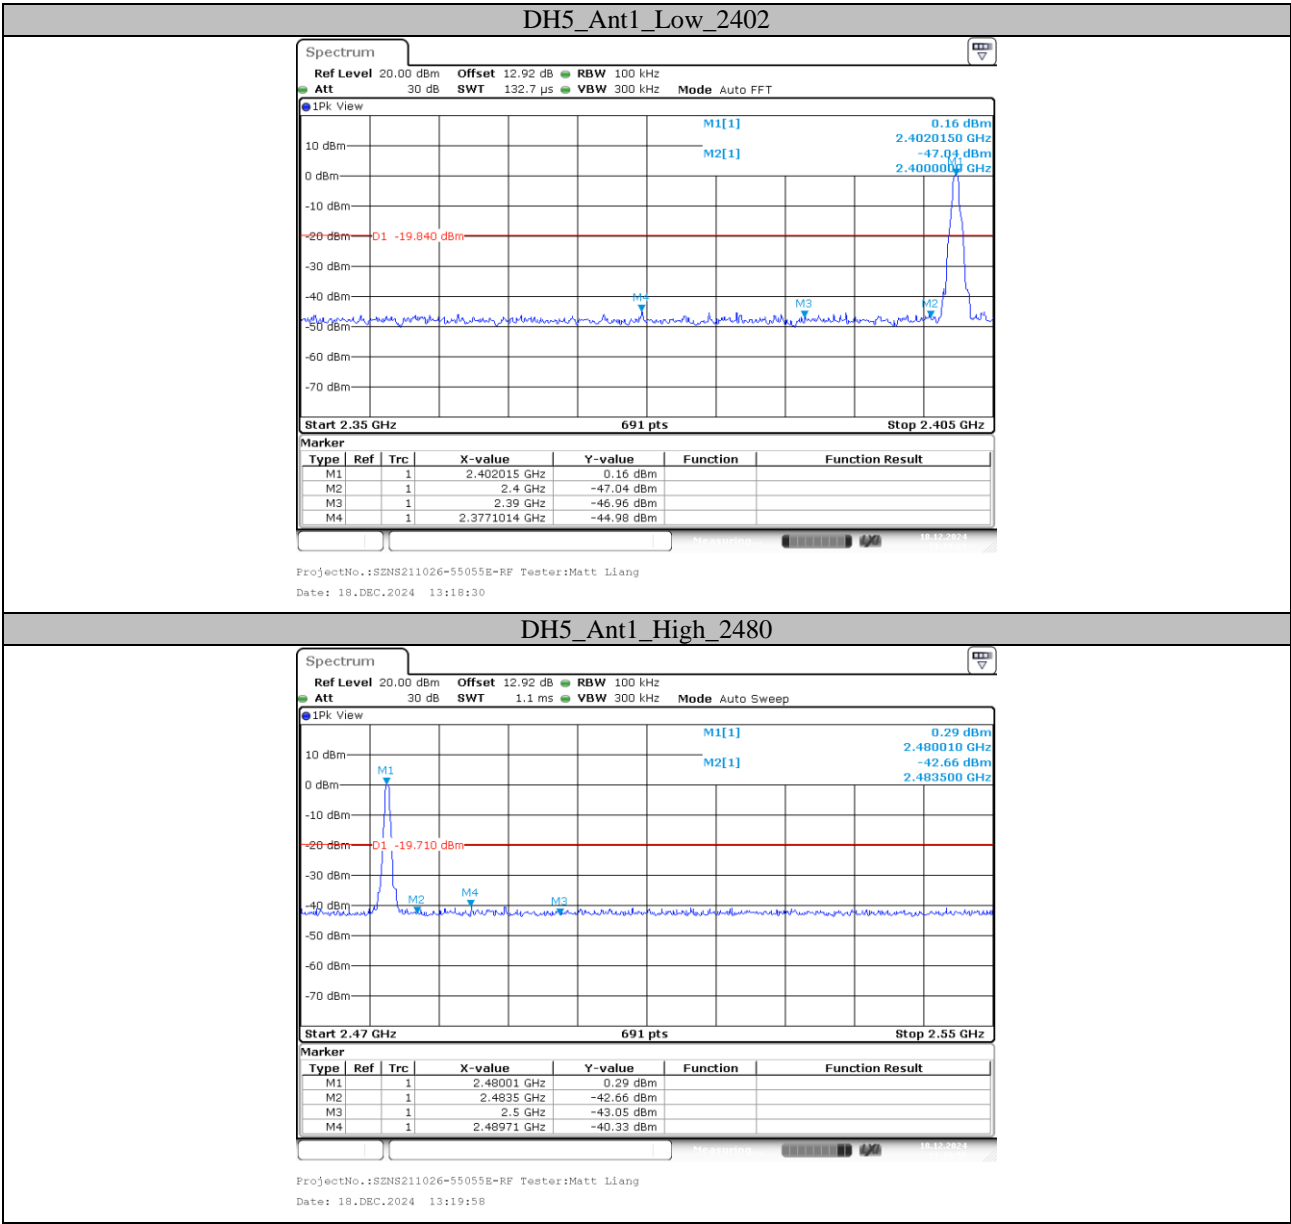 DH5_Ant1_Low_2402
Spectrum
Ref Level 20.00 dBm Offset 12.92 dB RBW 100 kHz
Att 30 dB SWT 132.7 µs VBW 300 kHz Mode Auto FFT
1Pk View
M1[1] 0.16 dBm
2.4020150 GHz
M2[1] -47.04 dBm
2.4000000 GHz
M1
10 dBm
0 dBm
-10 dBm
-20 dBm D1 -19.840 dBm
-30 dBm
-40 dBm
M4 M3 M2
-50 dBm
-60 dBm
-70 dBm
Start 2.35 GHz 691 pts Stop 2.405 GHz
Marker
Type Ref Trc X-value Y-value Function Function Result
M1 1 2.402015 GHz 0.16 dBm
M2 1 2.4 GHz -47.04 dBm
M3 1 2.39 GHz -46.96 dBm
M4 1 2.3771014 GHz -44.98 dBm
Measuring 18.12.2024
ProjectNo.:SZNS211026-55055E-RF Tester:Matt Liang
Date: 18.DEC.2024 13:18:30
DH5_Ant1_High_2480
Spectrum
Ref Level 20.00 dBm Offset 12.92 dB RBW 100 kHz
Att 30 dB SWT 1.1 ms VBW 300 kHz Mode Auto Sweep
1Pk View
M1[1] 0.29 dBm
2.480010 GHz
M2[1] -42.66 dBm
2.483500 GHz
10 dBm
M1
0 dBm
-10 dBm
-20 dBm D1 -19.710 dBm
-30 dBm
M2 M4 M3
-40 dBm
-50 dBm
-60 dBm
-70 dBm
Start 2.47 GHz 691 pts Stop 2.55 GHz
Marker
Type Ref Trc X-value Y-value Function Function Result
M1 1 2.48001 GHz 0.29 dBm
M2 1 2.4835 GHz -42.66 dBm
M3 1 2.5 GHz -43.05 dBm
M4 1 2.48971 GHz -40.33 dBm
Measuring 18.12.2024
ProjectNo.:SZNS211026-55055E-RF Tester:Matt Liang
Date: 18.DEC.2024 13:19:58